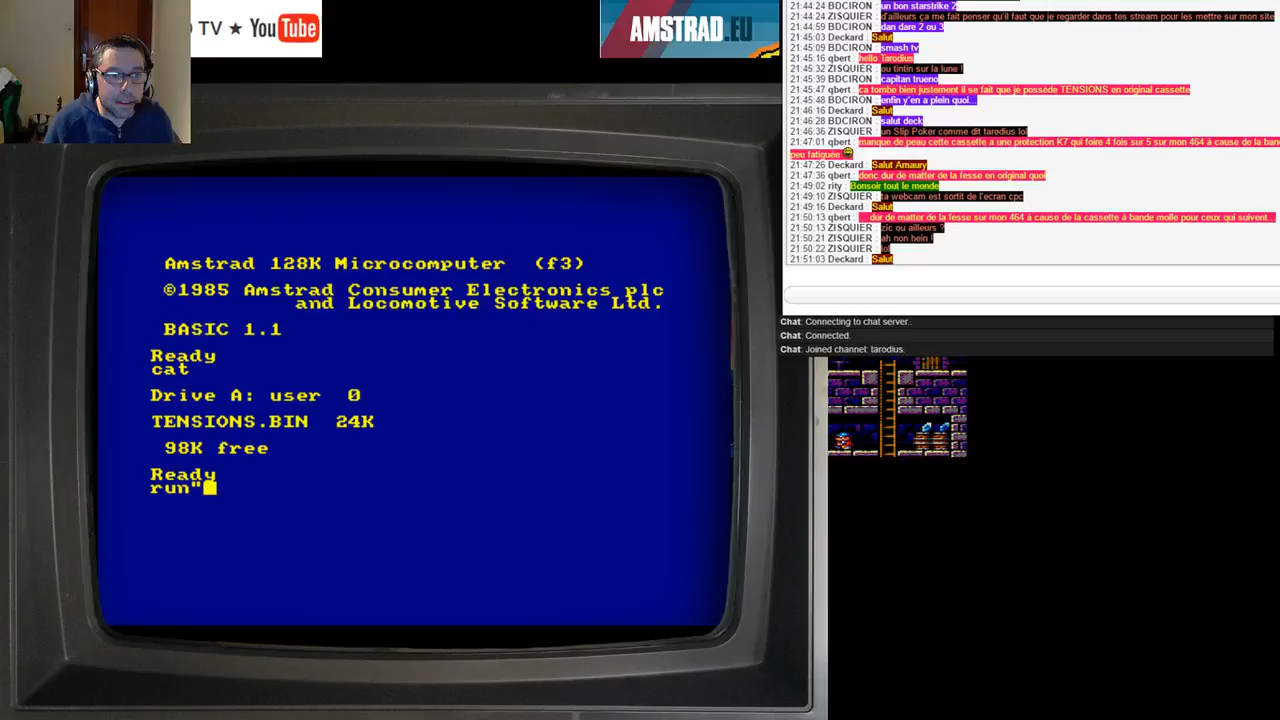 TV ★ YouTube
AMSTRAD.EU
Amstrad 128K Microcomputer (f3)
©1985 Amstrad Consumer Electronics plc
and Locomotive Software Ltd.
BASIC 1.1
Ready
cat
Drive A: user 0
TENSIONS.BIN 24K
98K free
Ready
run"
21:44:24 BDCIRON : un bon starstrike 2
21:44:24 ZISQUIER : d'ailleurs ça me fait penser qu'il faut que je regarder dans tes stream pour les mettre sur mon site
21:44:59 BDCIRON : dan dare 2 ou 3
21:45:03 Deckard : Salut
21:45:09 BDCIRON : smash tv
21:45:16 qbert : hello Tarodius
21:45:32 ZISQUIER : ou tintin sur la lune !
21:45:39 BDCIRON : capitan trueno
21:45:47 qbert : ca tombe bien justement il se fait que je possède TENSIONS en original cassette
21:45:48 BDCIRON : enfin y'en a plein quoi...
21:46:16 Deckard : Salut
21:46:28 BDCIRON : salut deck
21:46:36 ZISQUIER : un Slip Poker comme dit tarodius lol
21:47:01 qbert : manque de peau cette cassette a une protection K7 qui foire 4 fois sur 5 sur mon 464 à cause de la bande
peu fatiguée
21:47:26 Deckard : Salut Amaury
21:47:36 qbert : donc dur de matter de la fesse en original quoi
21:49:02 rity : Bonsoir tout le monde
21:49:10 ZISQUIER : ta webcam est sortit de l'ecran cpc
21:49:16 Deckard : Salut
21:50:13 qbert : dur de matter de la fesse sur mon 464 à cause de la cassette à bande molle pour ceux qui suivent...
21:50:13 ZISQUIER : zic ou ailleurs ?
21:50:21 ZISQUIER : ah non hein !
21:50:22 ZISQUIER : lol
21:51:03 Deckard : Salut
Chat: Connecting to chat server..
Chat: Connected.
Chat: Joined channel: tarodius.